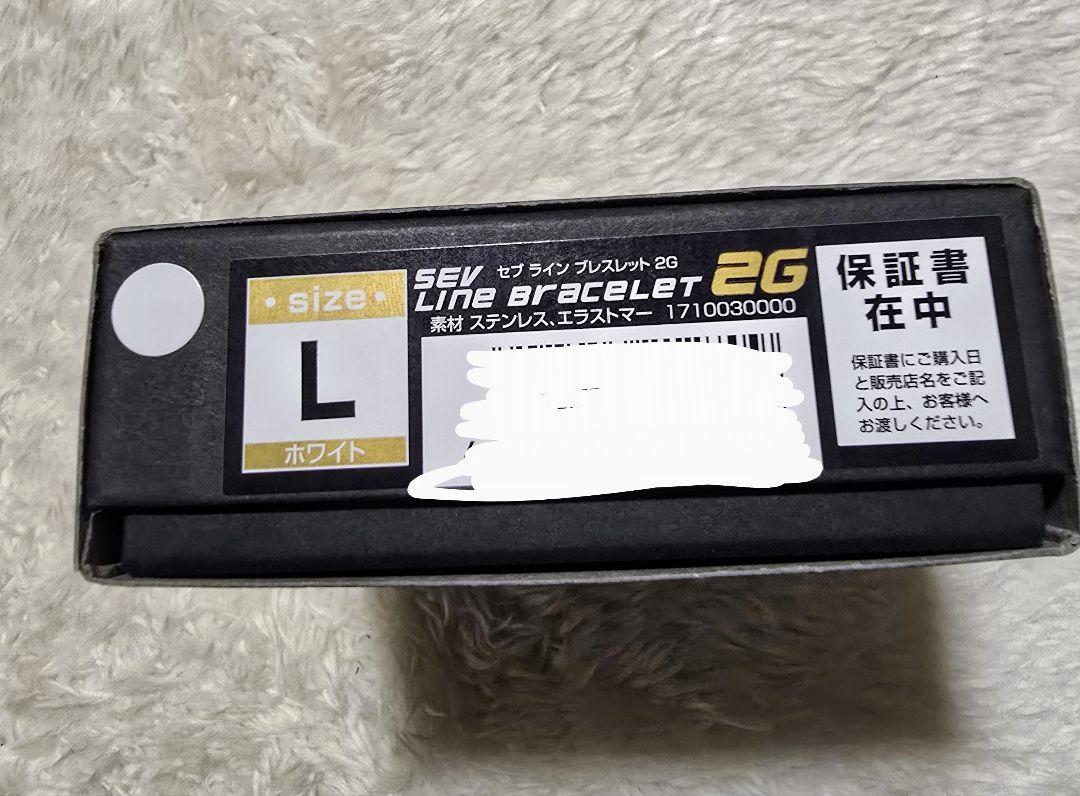 size
L
ホワイト
SEV セブ ライン ブレスレット 2G
LINE BRACELET 2G
素材 ステンレス、エラストマー 1710030000
保証書
在中
保証書にご購入日
と販売店名をご記
入の上、お客様へ
お渡しください。